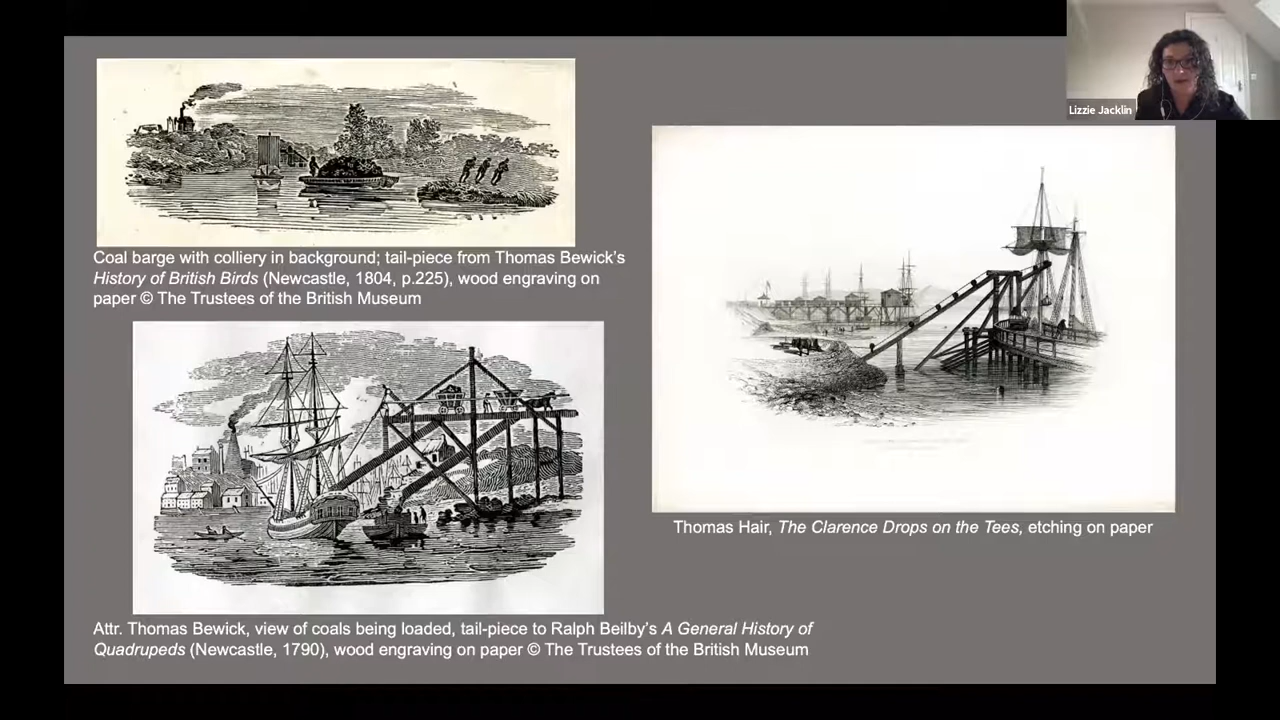 Lizzie Jacklin
Coal barge with colliery in background; tail-piece from Thomas Bewick’s
History of British Birds (Newcastle, 1804, p.225), wood engraving on
paper © The Trustees of the British Museum
Thomas Hair, The Clarence Drops on the Tees, etching on paper
Attr. Thomas Bewick, view of coals being loaded, tail-piece to Ralph Beilby’s A General History of
Quadrupeds (Newcastle, 1790), wood engraving on paper © The Trustees of the British Museum